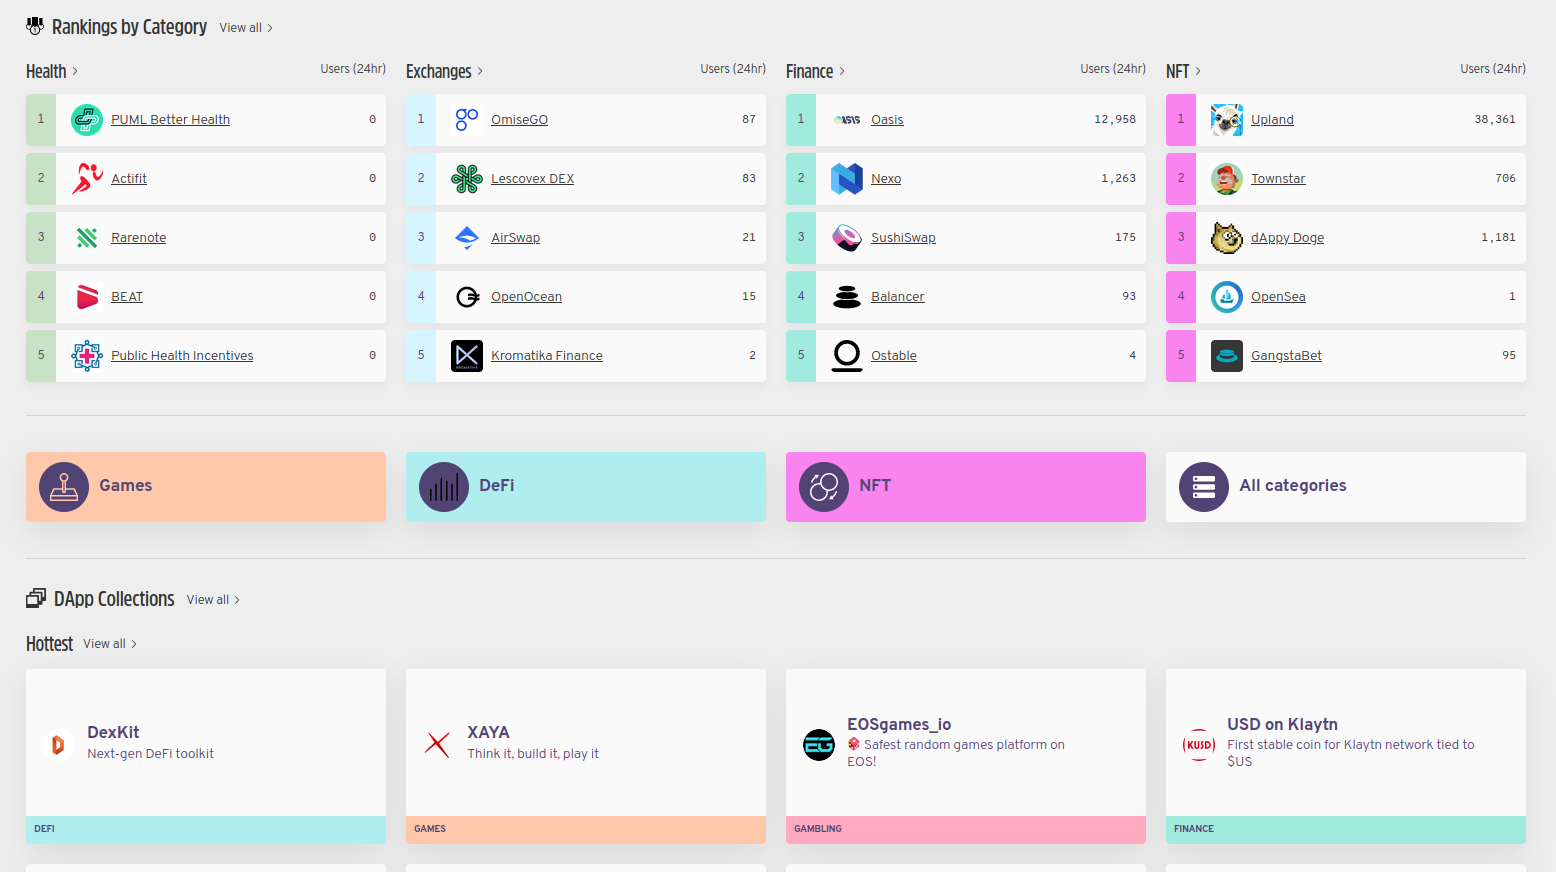 Rankings by Category View all >
Health > Users (24hr)
1 PUML Better Health 0
2 Actifit 0
3 Rarenote 0
4 BEAT 0
5 Public Health Incentives 0
Exchanges > Users (24hr)
1 OmiseGO 87
2 Lescovex DEX 83
3 AirSwap 21
4 OpenOcean 15
5 Kromatika Finance 2
Finance > Users (24hr)
1 OASIS Oasis 12,958
2 Nexo 1,263
3 SushiSwap 175
4 Balancer 93
5 Ostable 4
NFT > Users (24hr)
1 Upland 38,361
2 Townstar 706
3 dAppy Doge 1,181
4 OpenSea 1
5 GangstaBet 95
Games
DeFi
NFT
All categories
DApp Collections View all >
Hottest View all >
DexKit
Next-gen DeFi toolkit
DEFI
XAYA
Think it, build it, play it
GAMES
EG
EOSgames_io
Safest random games platform on
EOS!
GAMBLING
KUSD
USD on Klaytn
First stable coin for Klaytn network tied to
$US
FINANCE